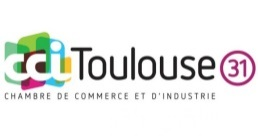 cci Toulouse 31
CHAMBRE DE COMMERCE ET D'INDUSTRIE